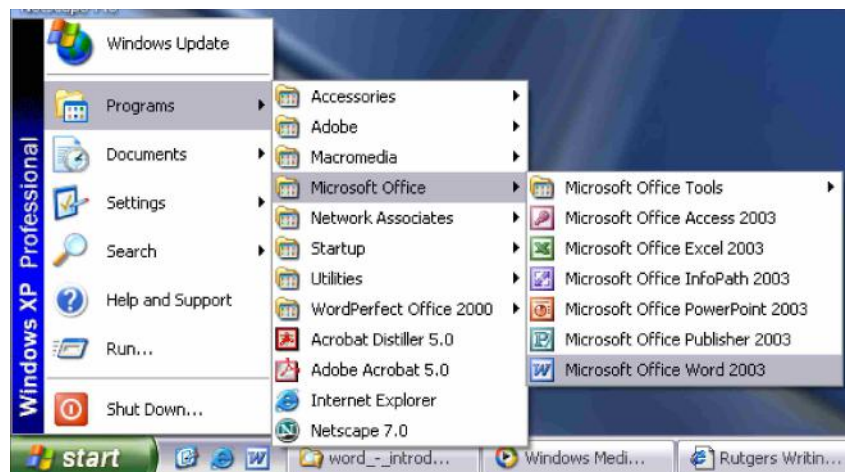 Windows Update
Programs
Documents
Settings
Search
Help and Support
Run...
Shut Down...
Windows XP Professional
Accessories
Adobe
Macromedia
Microsoft Office
Network Associates
Startup
Utilities
WordPerfect Office 2000
Acrobat Distiller 5.0
Adobe Acrobat 5.0
Internet Explorer
Netscape 7.0
Microsoft Office Tools
Microsoft Office Access 2003
Microsoft Office Excel 2003
Microsoft Office InfoPath 2003
Microsoft Office PowerPoint 2003
Microsoft Office Publisher 2003
Microsoft Office Word 2003
start
word_-_introd...
Windows Medi...
Rutgers Writin...